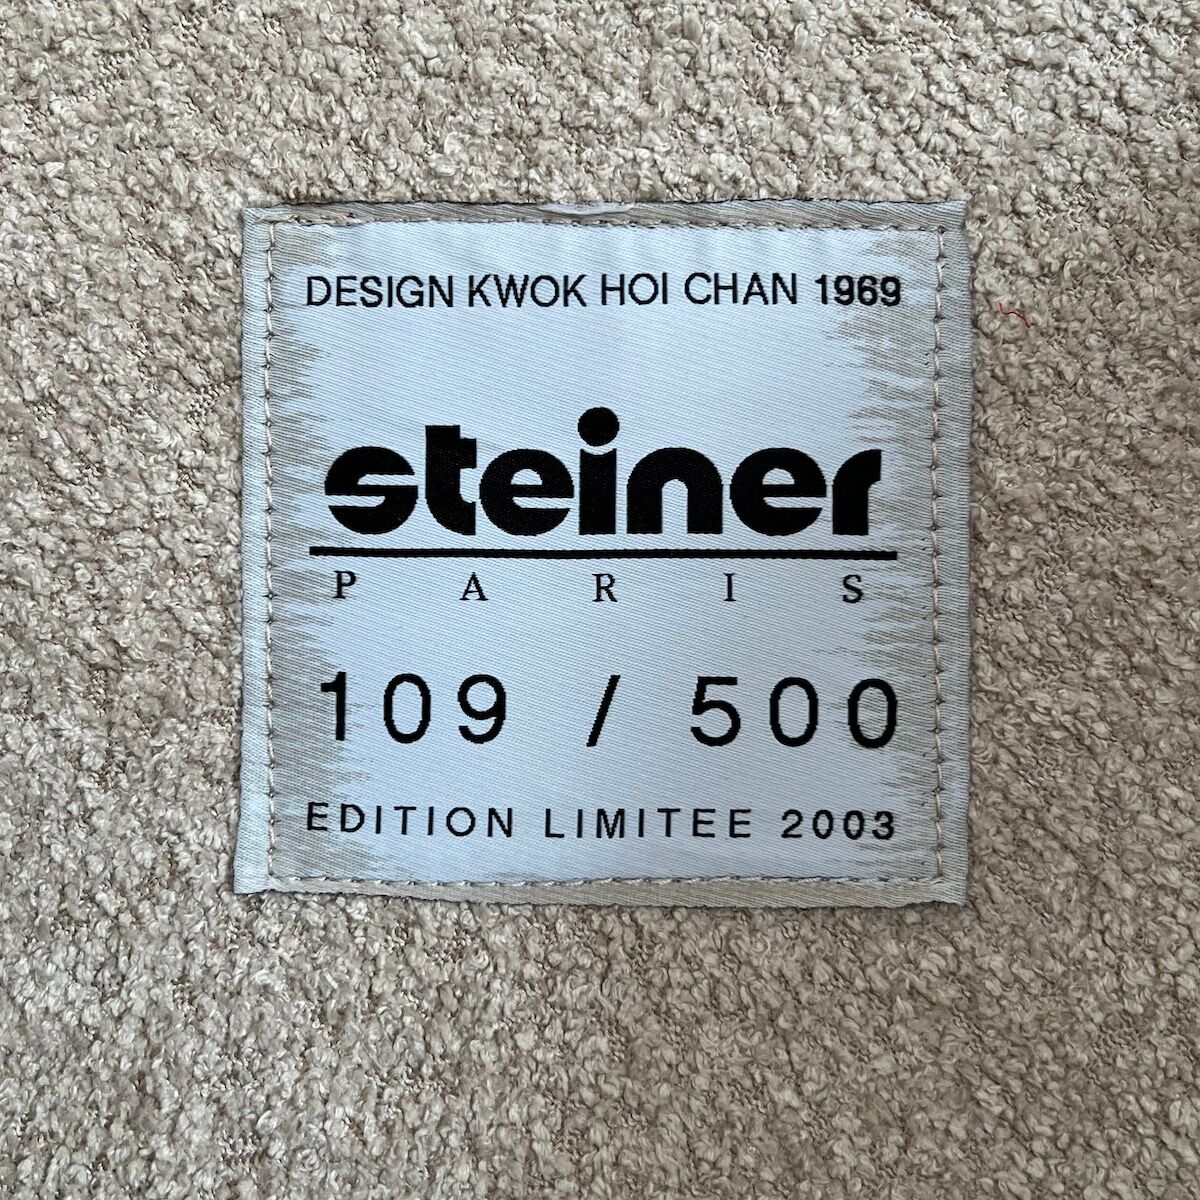 DESIGN KWOK HOI CHAN 1969
steiner
PARIS
109 / 500
EDITION LIMITEE 2003